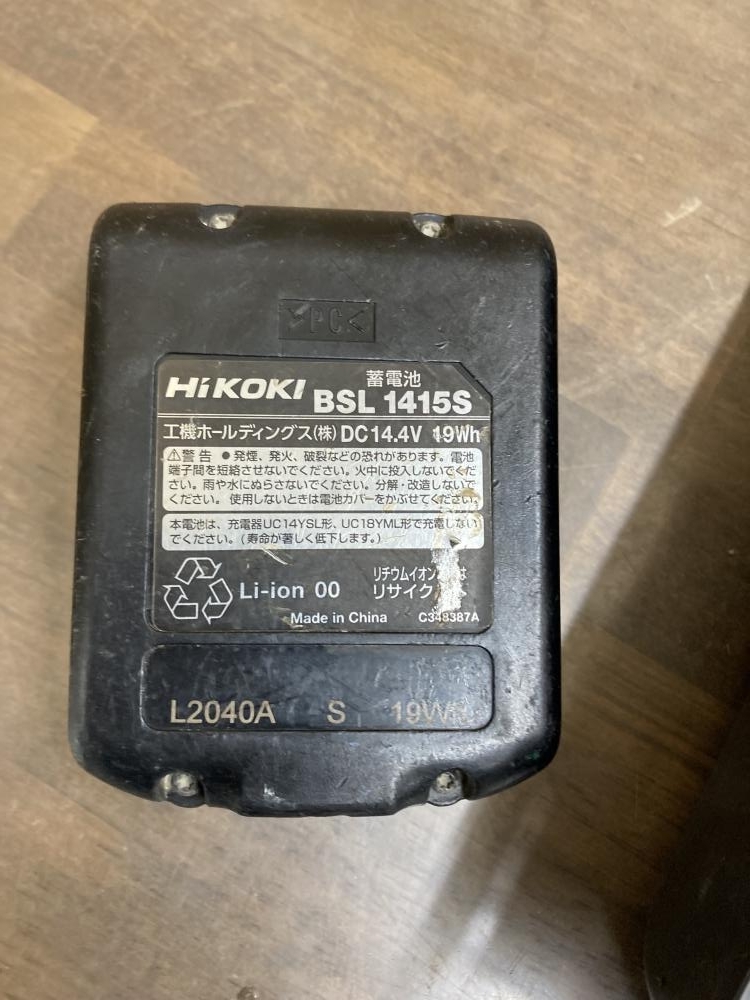 >PC<
HiKOKI 蓄電池
BSL 1415S
工機ホールディングス(株) DC14.4V 19Wh
⚠警告 ●発煙、発火、破裂などの恐れがあります。電池
端子間を短絡させないでください。火中に投入しないでくだ
さい。雨や水にぬらさないでください。分解・改造しないで
ください。使用しないときは電池カバーをかぶせてください。
本電池は、充電器UC14YSL形、UC18YML形で充電しない
でください。(寿命が著しく低下します。)
Li-ion 00
リチウムイオン
リサイク
Made in China C348387A
L2040A S 19Wh